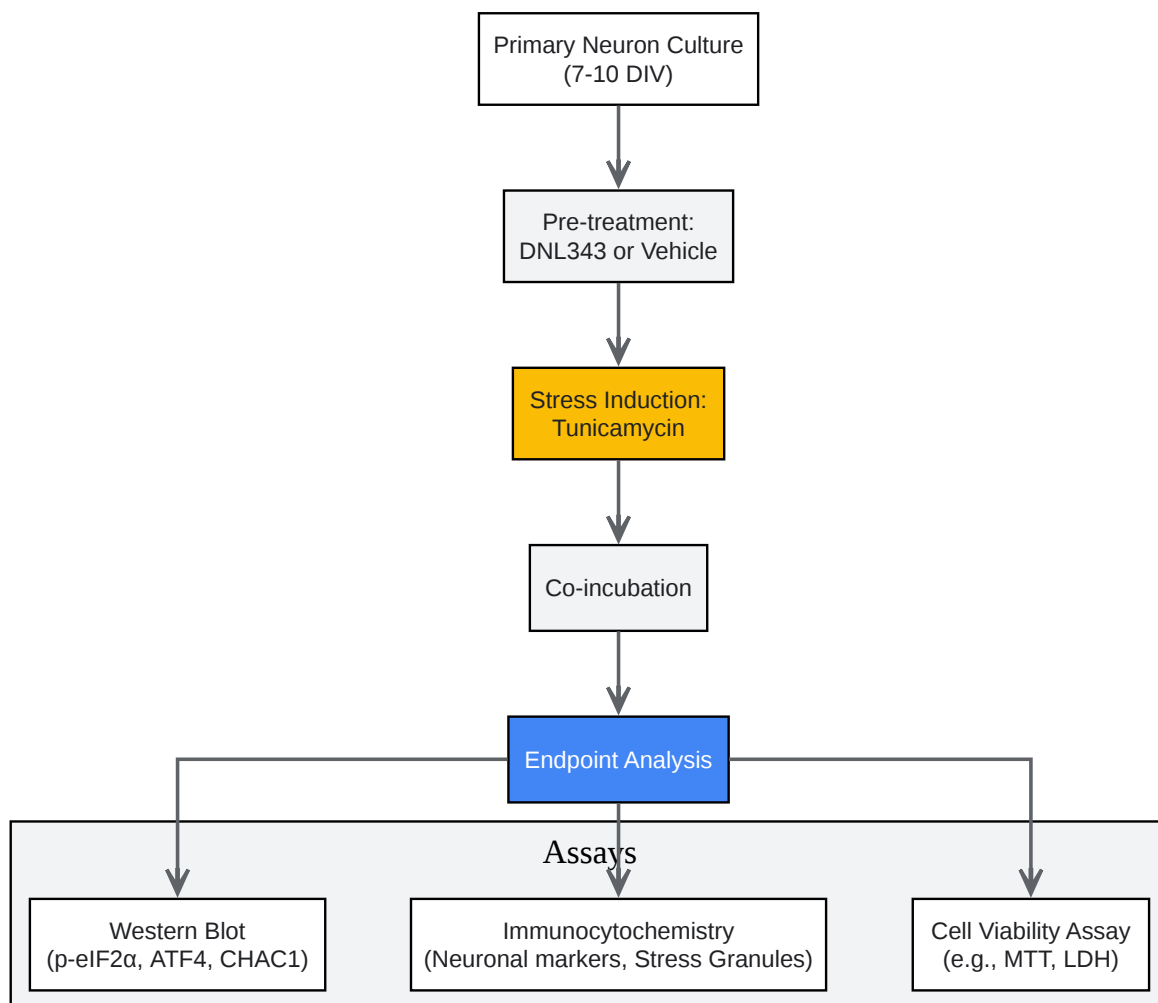 Primary Neuron Culture
(7-10 DIV)
Pre-treatment:
DNL343 or Vehicle
Stress Induction:
Tunicamycin
Co-incubation
Endpoint Analysis
Assays
Western Blot
(p-eIF2α, ATF4, CHAC1)
Immunocytochemistry
(Neuronal markers, Stress Granules)
Cell Viability Assay
(e.g., MTT, LDH)